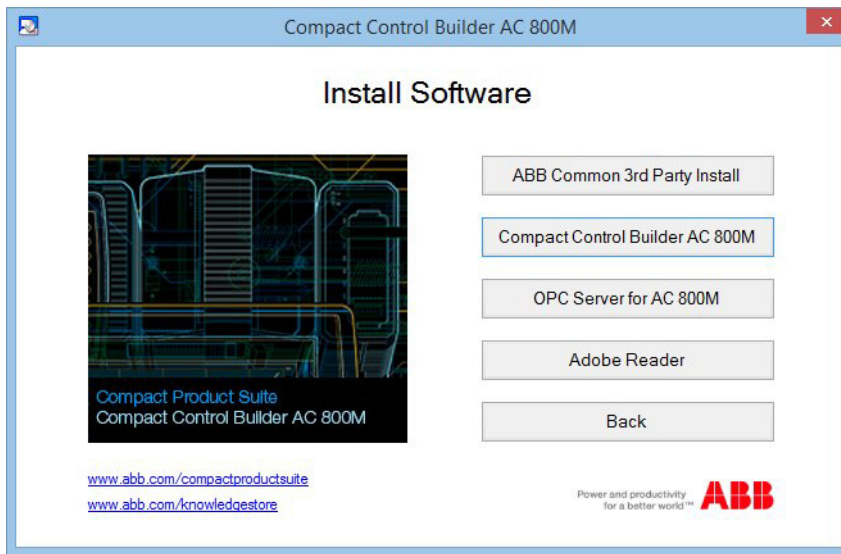 Compact Control Builder AC 800M
Install Software
ABB Common 3rd Party Install
Compact Control Builder AC 800M
OPC Server for AC 800M
Adobe Reader
Back
Compact Product Suite
Compact Control Builder AC 800M
www.abb.com/compactproductsuite
www.abb.com/knowledgestore
Power and productivity
for a better world™
ABB